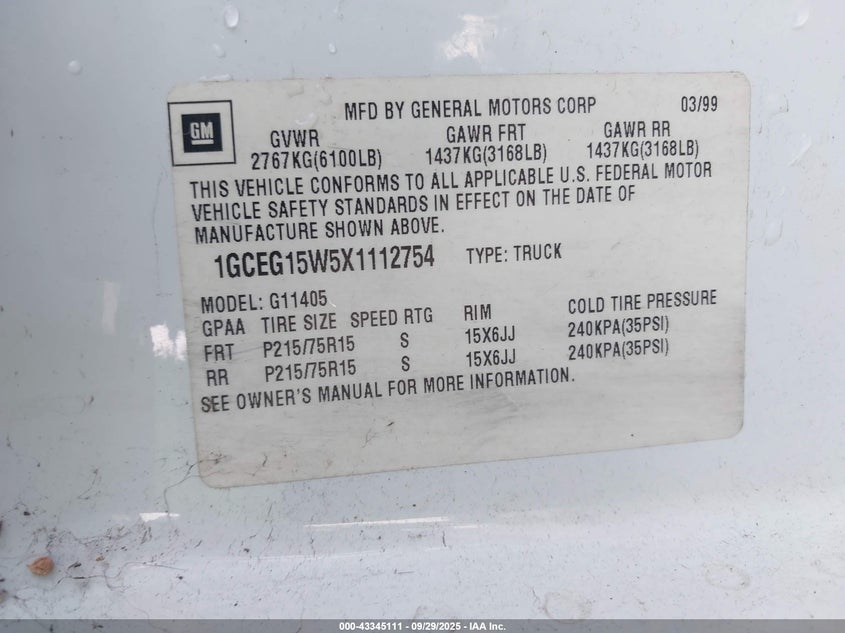 MFD BY GENERAL MOTORS CORP 03/99
GM
GVWR GAWR FRT GAWR RR
2767KG(6100LB) 1437KG(3168LB) 1437KG(3168LB)
THIS VEHICLE CONFORMS TO ALL APPLICABLE U.S. FEDERAL MOTOR
VEHICLE SAFETY STANDARDS IN EFFECT ON THE DATE OF
MANUFACTURE SHOWN ABOVE.
1GCEG15W5X1112754 TYPE: TRUCK
MODEL: G11405
GPAA TIRE SIZE SPEED RTG RIM COLD TIRE PRESSURE
FRT P215/75R15 S 15X6JJ 240KPA(35PSI)
RR P215/75R15 S 15X6JJ 240KPA(35PSI)
SEE OWNER'S MANUAL FOR MORE INFORMATION.
000-43345111 - 09/29/2025 - IAA Inc.